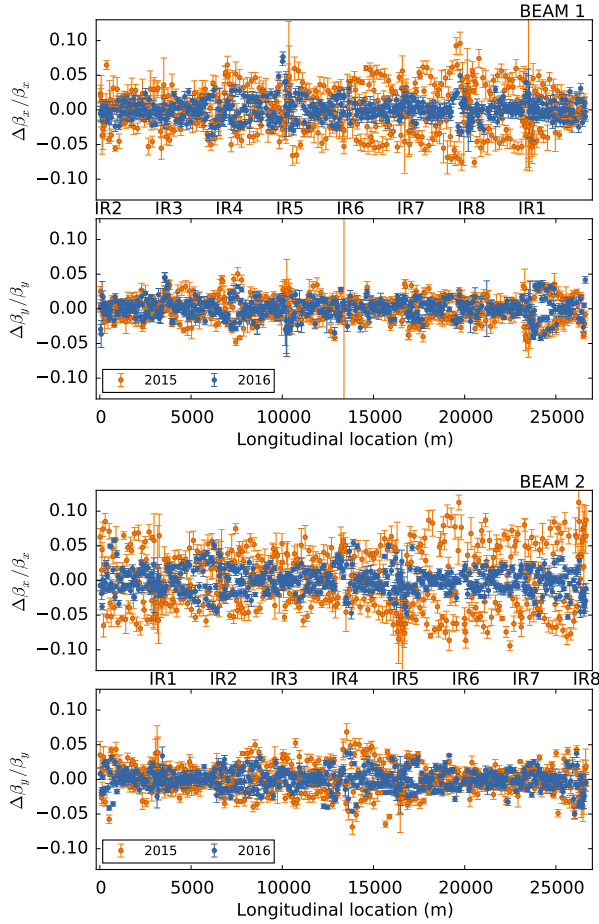 BEAM 1
0.10
0.05
0.00
−0.05
−0.10
Δβx/βx
IR2 IR3 IR4 IR5 IR6 IR7 IR8 IR1
0.10
0.05
0.00
−0.05
−0.10
Δβy/βy
2015 2016
0 5000 10000 15000 20000 25000
Longitudinal location (m)
BEAM 2
0.10
0.05
0.00
−0.05
−0.10
Δβx/βx
IR1 IR2 IR3 IR4 IR5 IR6 IR7 IR8
0.10
0.05
0.00
−0.05
−0.10
Δβy/βy
2015 2016
0 5000 10000 15000 20000 25000
Longitudinal location (m)